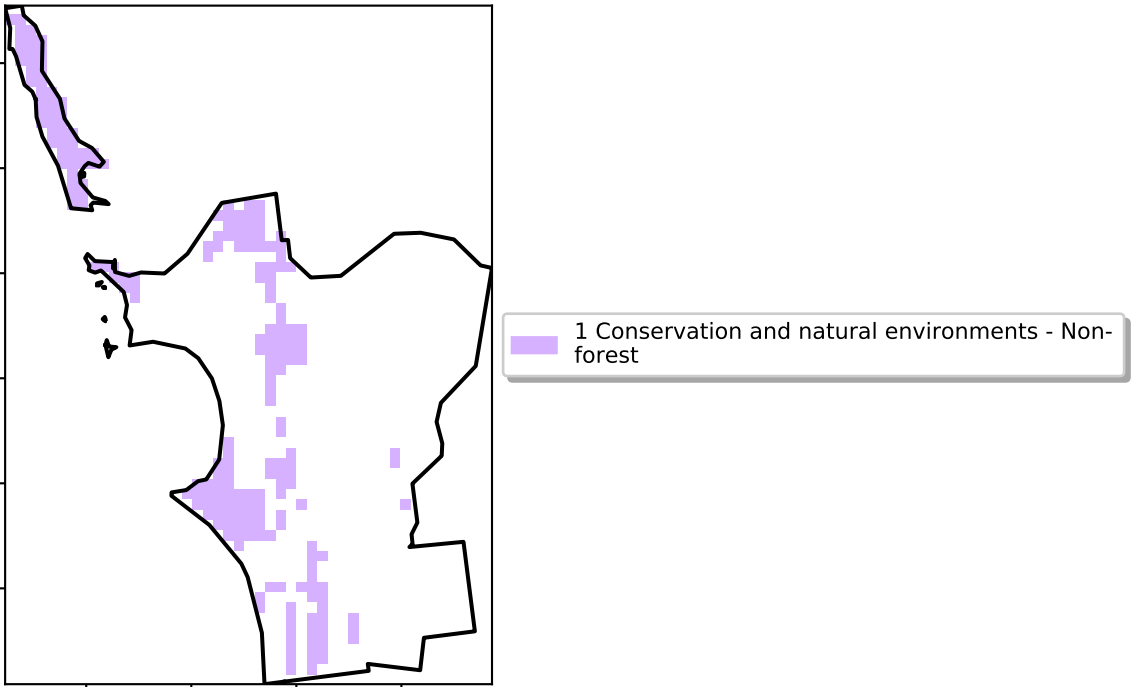 1 Conservation and natural environments - Non-
forest